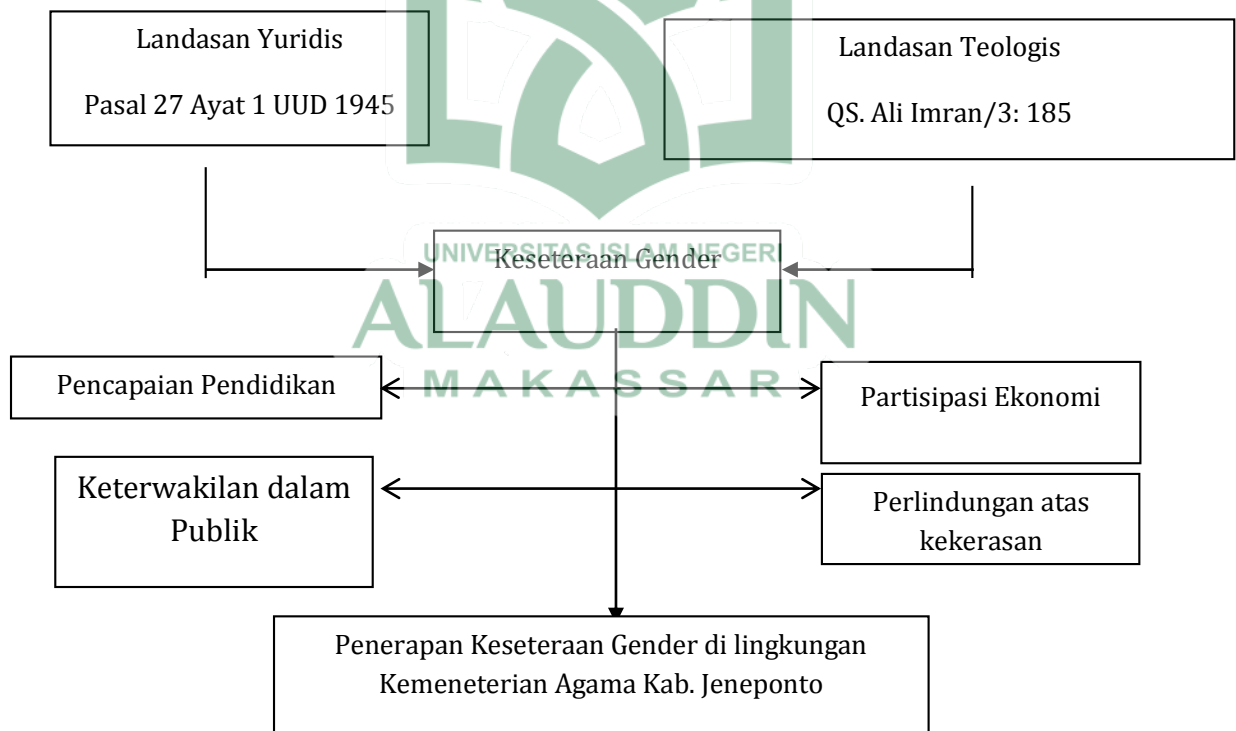 Landasan Yuridis
Pasal 27 Ayat 1 UUD 1945
Landasan Teologis
QS. Ali Imran/3: 185
UNIVERSITAS ISLAM NEGERI
Keseteraan Gender
ALAUDDIN
MAKASSAR
Pencapaian Pendidikan
Partisipasi Ekonomi
Keterwakilan dalam
Publik
Perlindungan atas
kekerasan
Penerapan Keseteraan Gender di lingkungan
Kemeneterian Agama Kab. Jeneponto